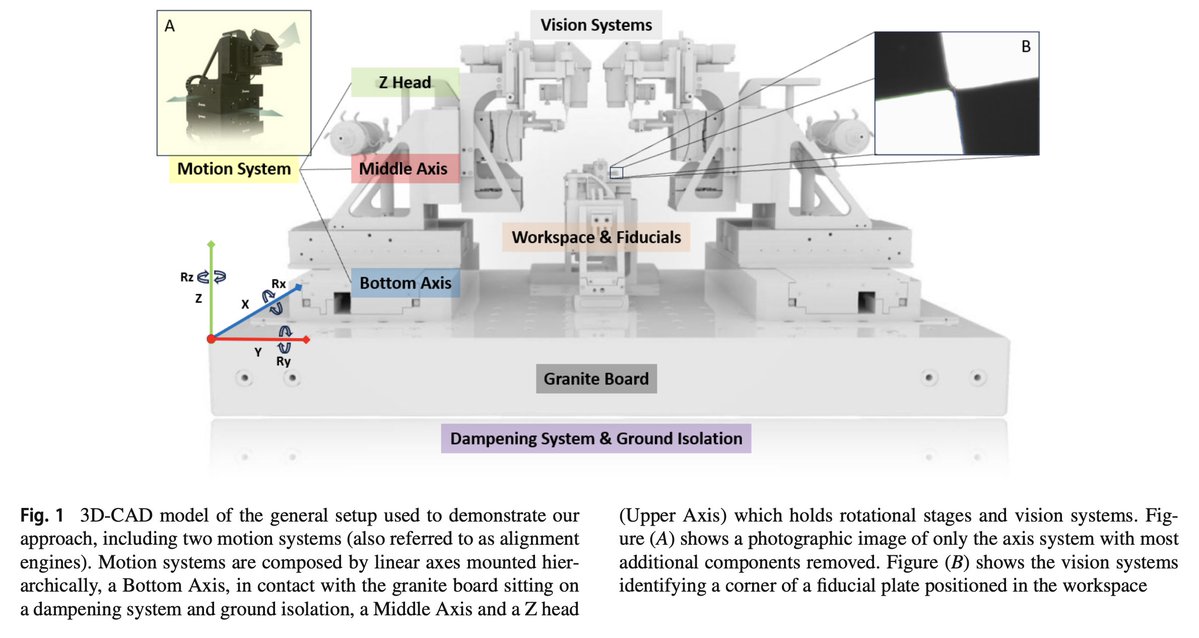 A
Vision Systems
B
Z Head
Motion System
Middle Axis
Workspace & Fiducials
Rz
Rx
Bottom Axis
Z
X
Y
Ry
Granite Board
Dampening System & Ground Isolation
Fig. 1 3D-CAD model of the general setup used to demonstrate our
approach, including two motion systems (also referred to as alignment
engines). Motion systems are composed by linear axes mounted hier-
archically, a Bottom Axis, in contact with the granite board sitting on
a dampening system and ground isolation, a Middle Axis and a Z head
(Upper Axis) which holds rotational stages and vision systems. Fig-
ure (A) shows a photographic image of only the axis system with most
additional components removed. Figure (B) shows the vision systems
identifying a corner of a fiducial plate positioned in the workspace